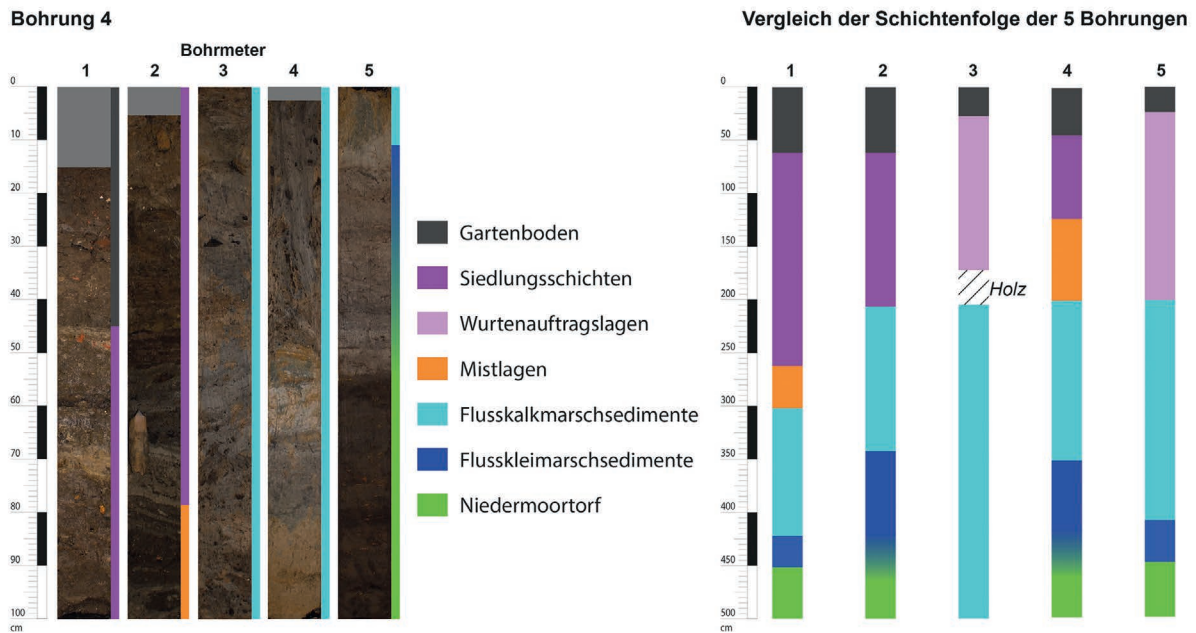 Bohrung 4
Vergleich der Schichtenfolge der 5 Bohrungen
Bohrmeter
1 2 3 4 5
0
10
20
30
40
50
60
70
80
90
100
cm
Gartenboden
Siedlungsschichten
Wurtenauftragslagen
Mistlagen
Flusskalkmarschsedimente
Flusskleimarschsedimente
Niedermoortorf
1 2 3 4 5
0
50
100
150
200
250
300
350
400
450
500
cm
Holz